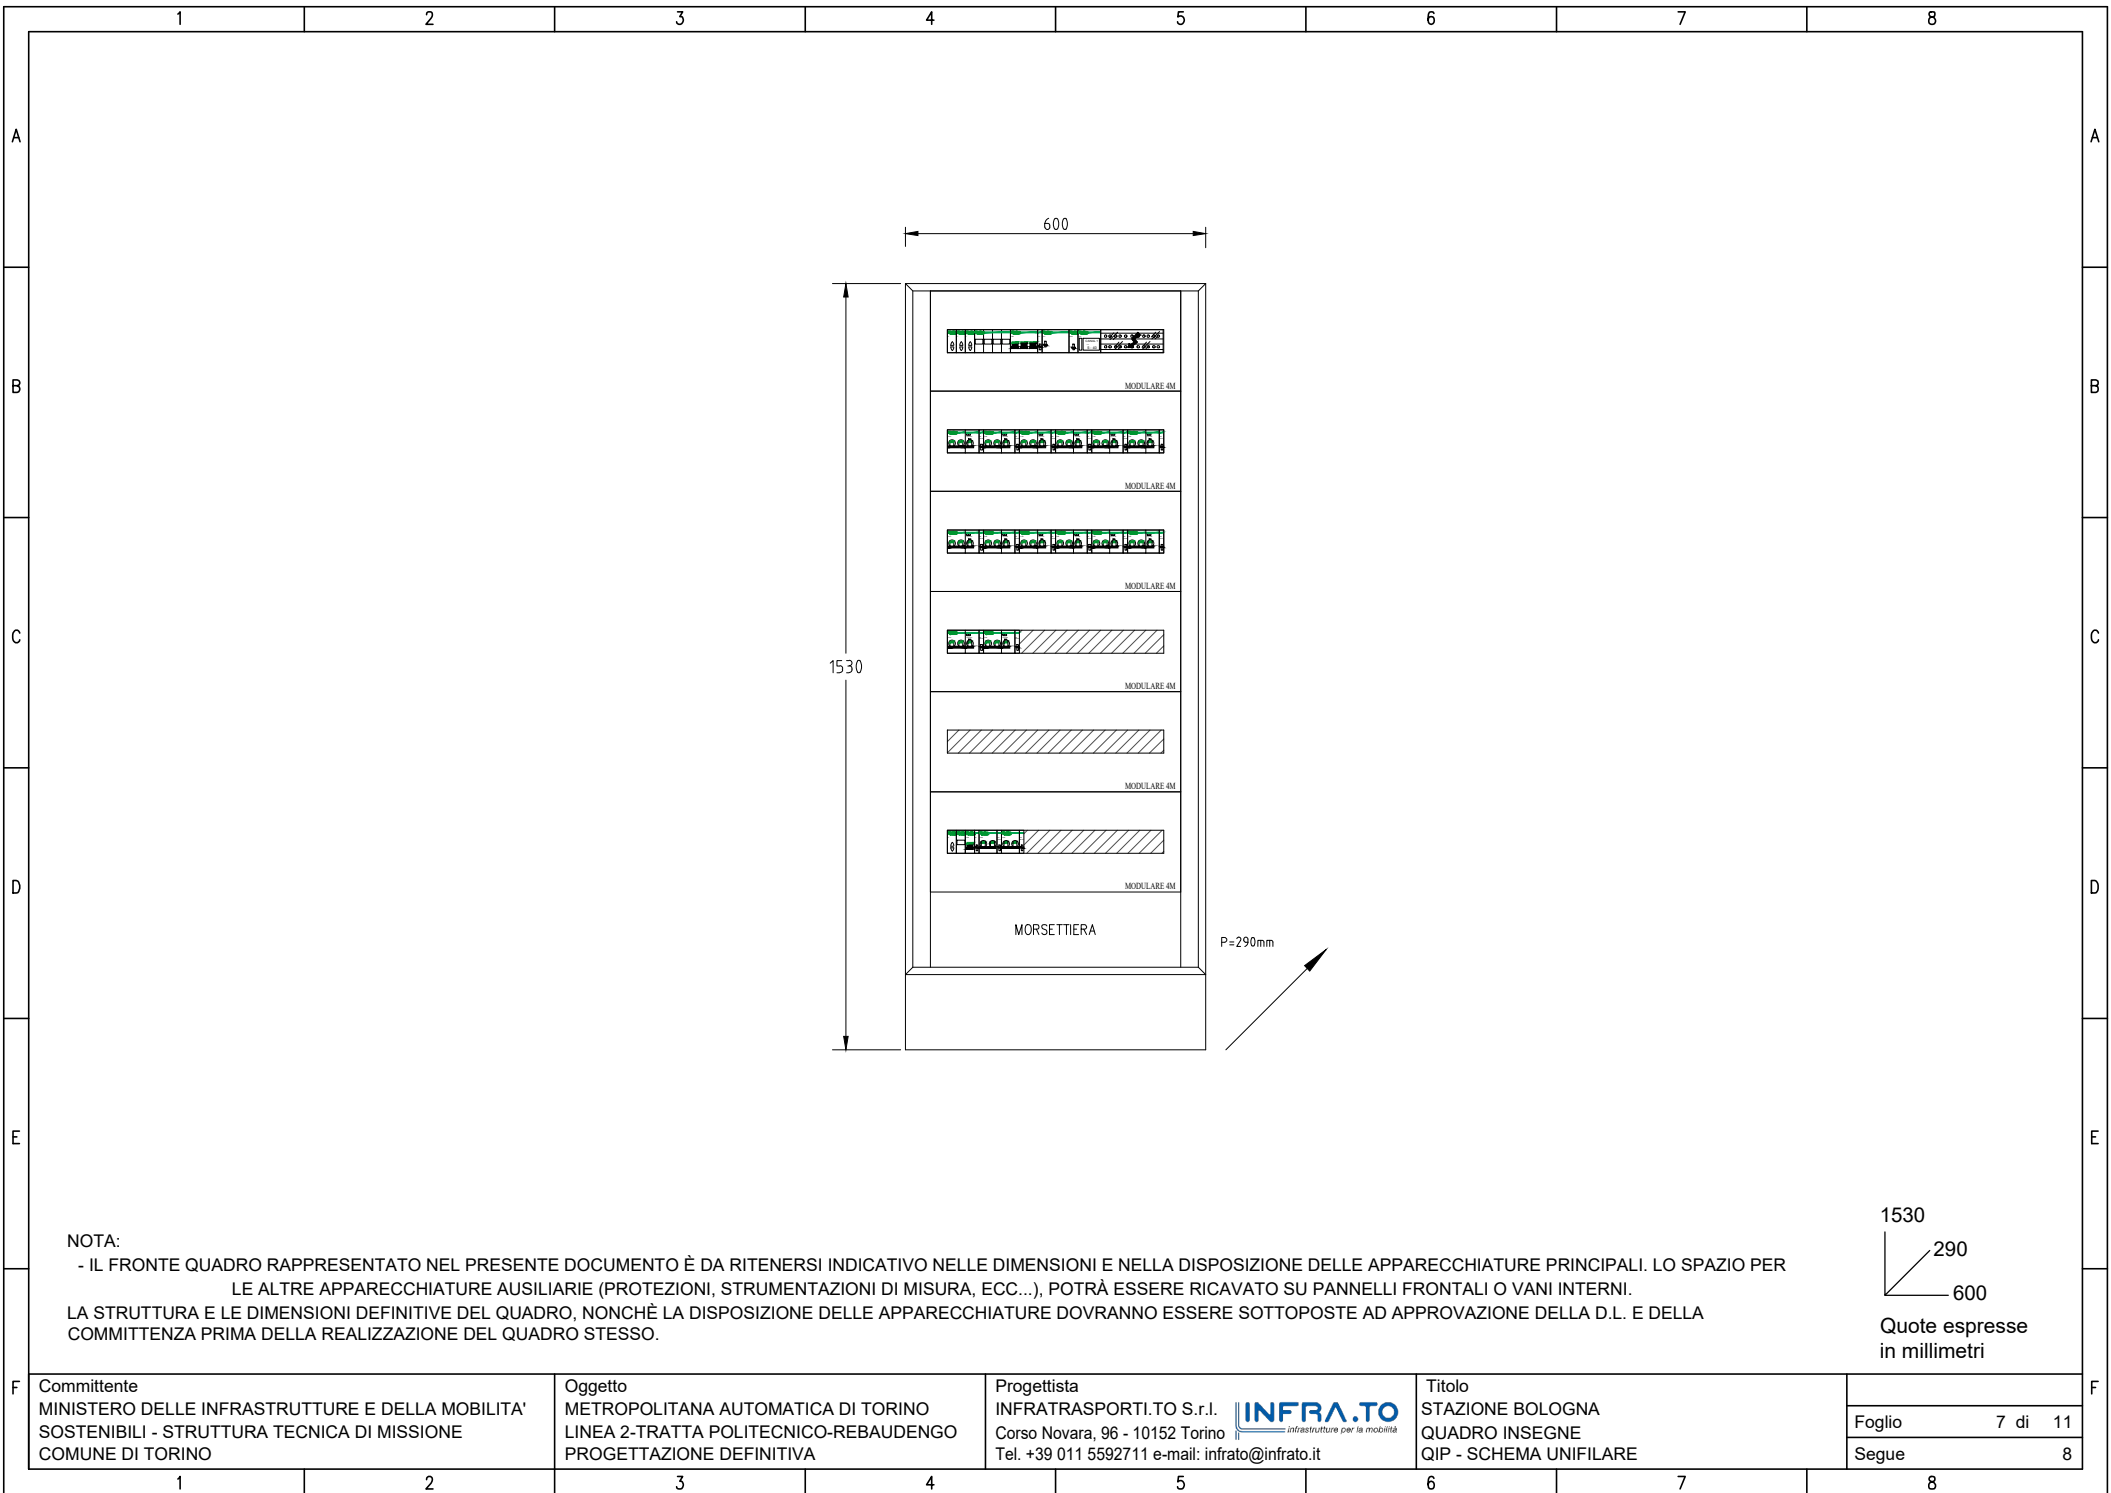 1 2 3 4 5 6 7 8
A A
600
B MODULARE 4M B
MODULARE 4M
MODULARE 4M
C C
1530
MODULARE 4M
MODULARE 4M
D MODULARE 4M D
MORSETTIERA
P=290mm
E E
1530
290
600
Quote espresse
in millimetri
NOTA:
- IL FRONTE QUADRO RAPPRESENTATO NEL PRESENTE DOCUMENTO È DA RITENERSI INDICATIVO NELLE DIMENSIONI E NELLA DISPOSIZIONE DELLE APPARECCHIATURE PRINCIPALI. LO SPAZIO PER
LE ALTRE APPARECCHIATURE AUSILIARIE (PROTEZIONI, STRUMENTAZIONI DI MISURA, ECC...), POTRÀ ESSERE RICAVATO SU PANNELLI FRONTALI O VANI INTERNI.
LA STRUTTURA E LE DIMENSIONI DEFINITIVE DEL QUADRO, NONCHÈ LA DISPOSIZIONE DELLE APPARECCHIATURE DOVRANNO ESSERE SOTTOPOSTE AD APPROVAZIONE DELLA D.L. E DELLA
COMMITTENZA PRIMA DELLA REALIZZAZIONE DEL QUADRO STESSO.
F F
Committente
MINISTERO DELLE INFRASTRUTTURE E DELLA MOBILITA'
SOSTENIBILI - STRUTTURA TECNICA DI MISSIONE
COMUNE DI TORINO
Oggetto
METROPOLITANA AUTOMATICA DI TORINO
LINEA 2-TRATTA POLITECNICO-REBAUDENGO
PROGETTAZIONE DEFINITIVA
Progettista
INFRATRASPORTI.TO S.r.l.
Corso Novara, 96 - 10152 Torino
Tel. +39 011 5592711 e-mail: infrato@infrato.it
INFRA.TO
infrastrutture per la mobilità
Titolo
STAZIONE BOLOGNA
QUADRO INSEGNE
QIP - SCHEMA UNIFILARE
Foglio 7 di 11
Segue 8
1 2 3 4 5 6 7 8